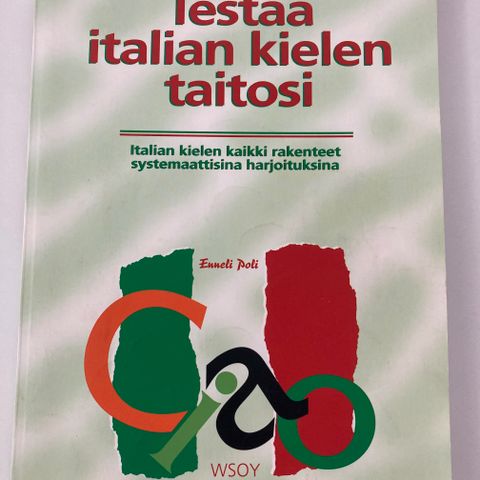 Testaa
italian kielen
taitosi
Italian kielen kaikki rakenteet
systemaattisina harjoituksina
Enneli Poli
Ciao
WSOY